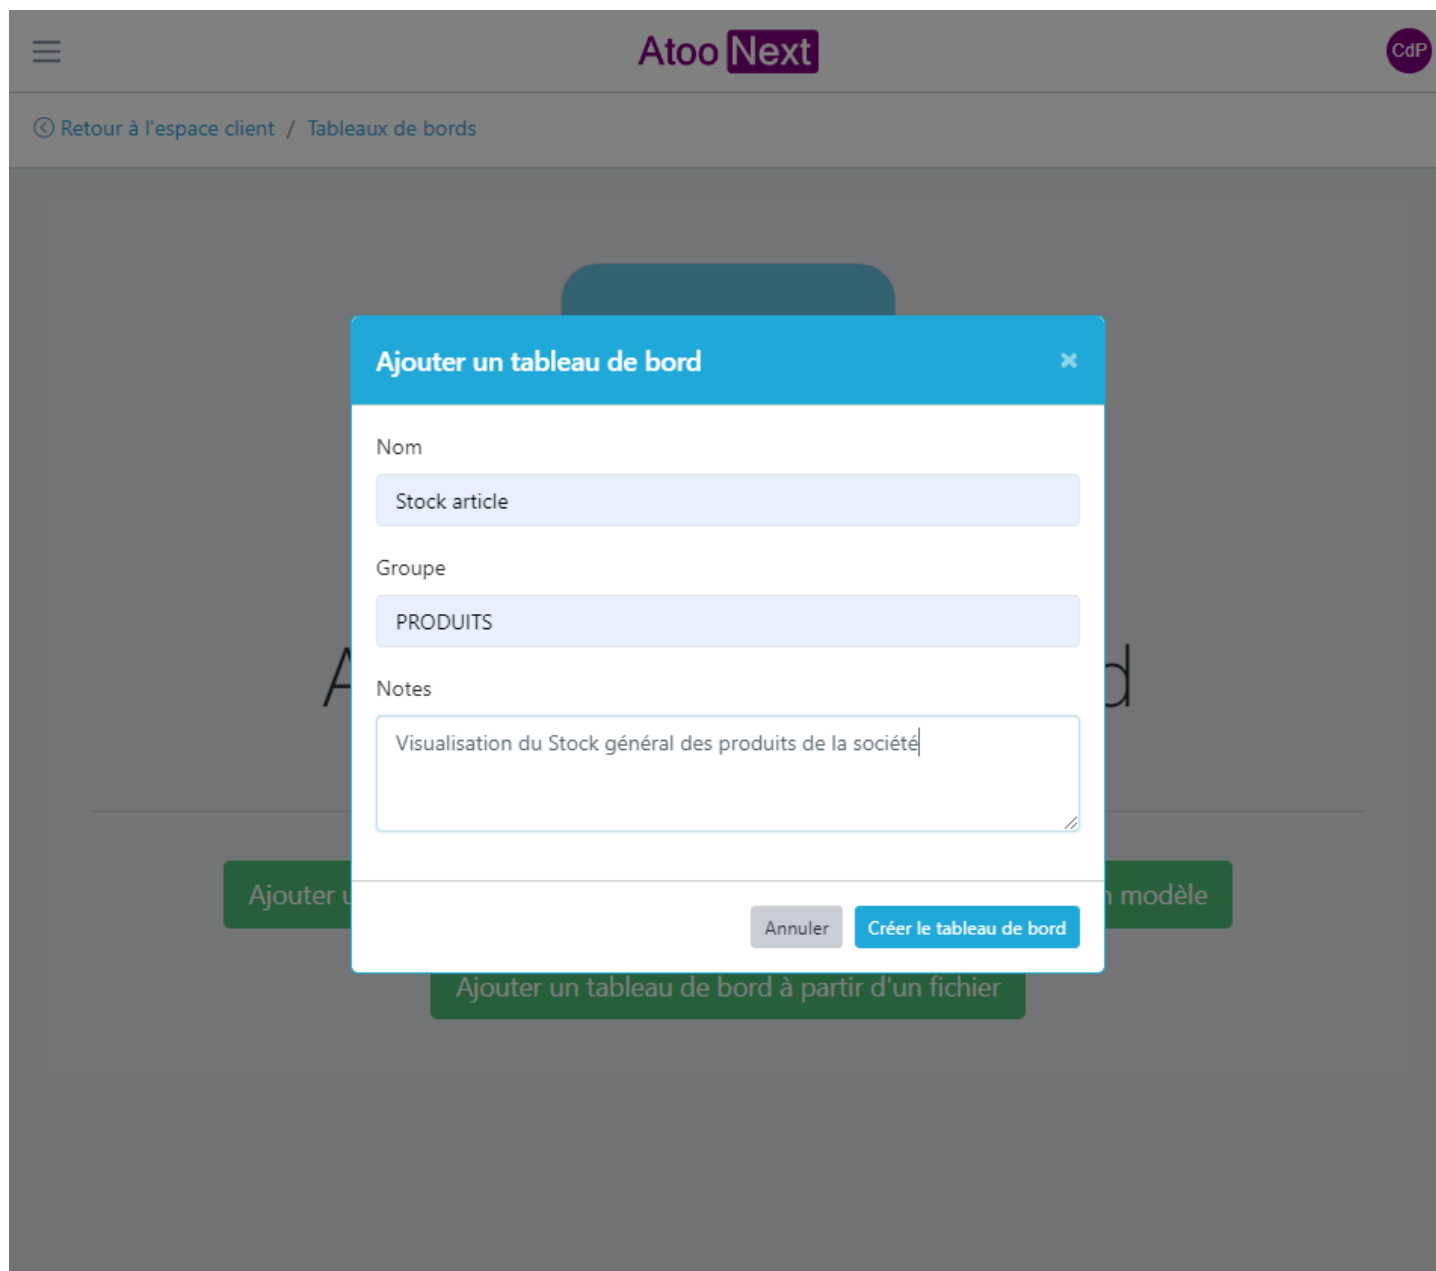 Atoo Next
CdP
Retour à l'espace client / Tableaux de bords
Ajouter un tableau de bord
Nom
Stock article
Groupe
PRODUITS
Notes
Visualisation du Stock général des produits de la société
Annuler
Créer le tableau de bord
Ajouter
modèle
Ajouter un tableau de bord à partir d'un fichier